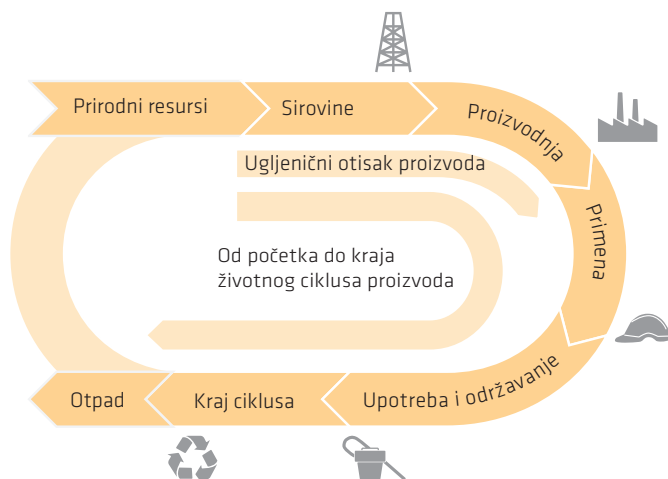 Prirodni resursi
Sirovine
Proizvodnja
Primena
Upotreba i održavanje
Kraj ciklusa
Otpad
Ugljenični otisak proizvoda
Od početka do kraja
životnog ciklusa proizvoda